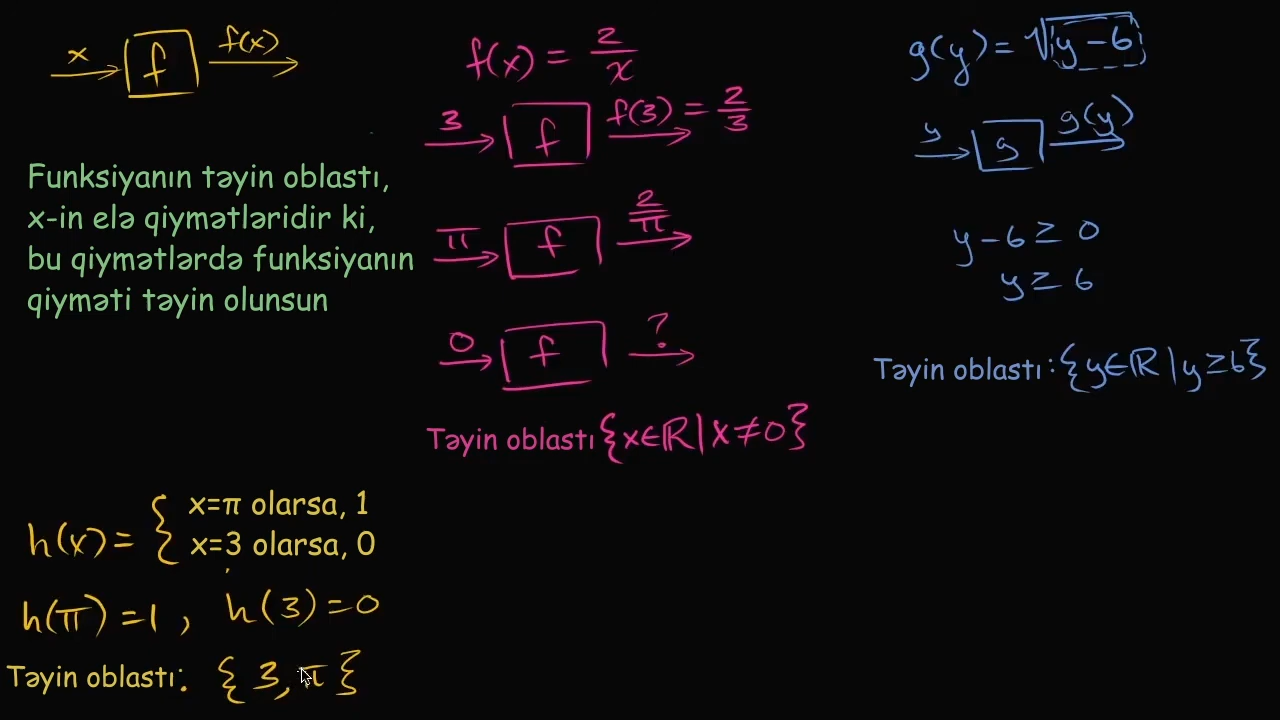 x f f(x)
Funksiyanın təyin oblastı,
x-in elə qiymətləridir ki,
bu qiymətlərdə funksiyanın
qiyməti təyin olunsun
f(x) = 2/x
3 f f(3) = 2/3
π f 2/π
0 f ?
Təyin oblastı {x∈ℝ | x≠0}
g(y) = √(y-6)
y g g(y)
y-6 ≥ 0
y ≥ 6
Təyin oblastı: {y∈ℝ | y≥6}
h(x) = { x=π olarsa, 1
x=3 olarsa, 0
h(π) = 1, h(3) = 0
Təyin oblastı: {3, π}